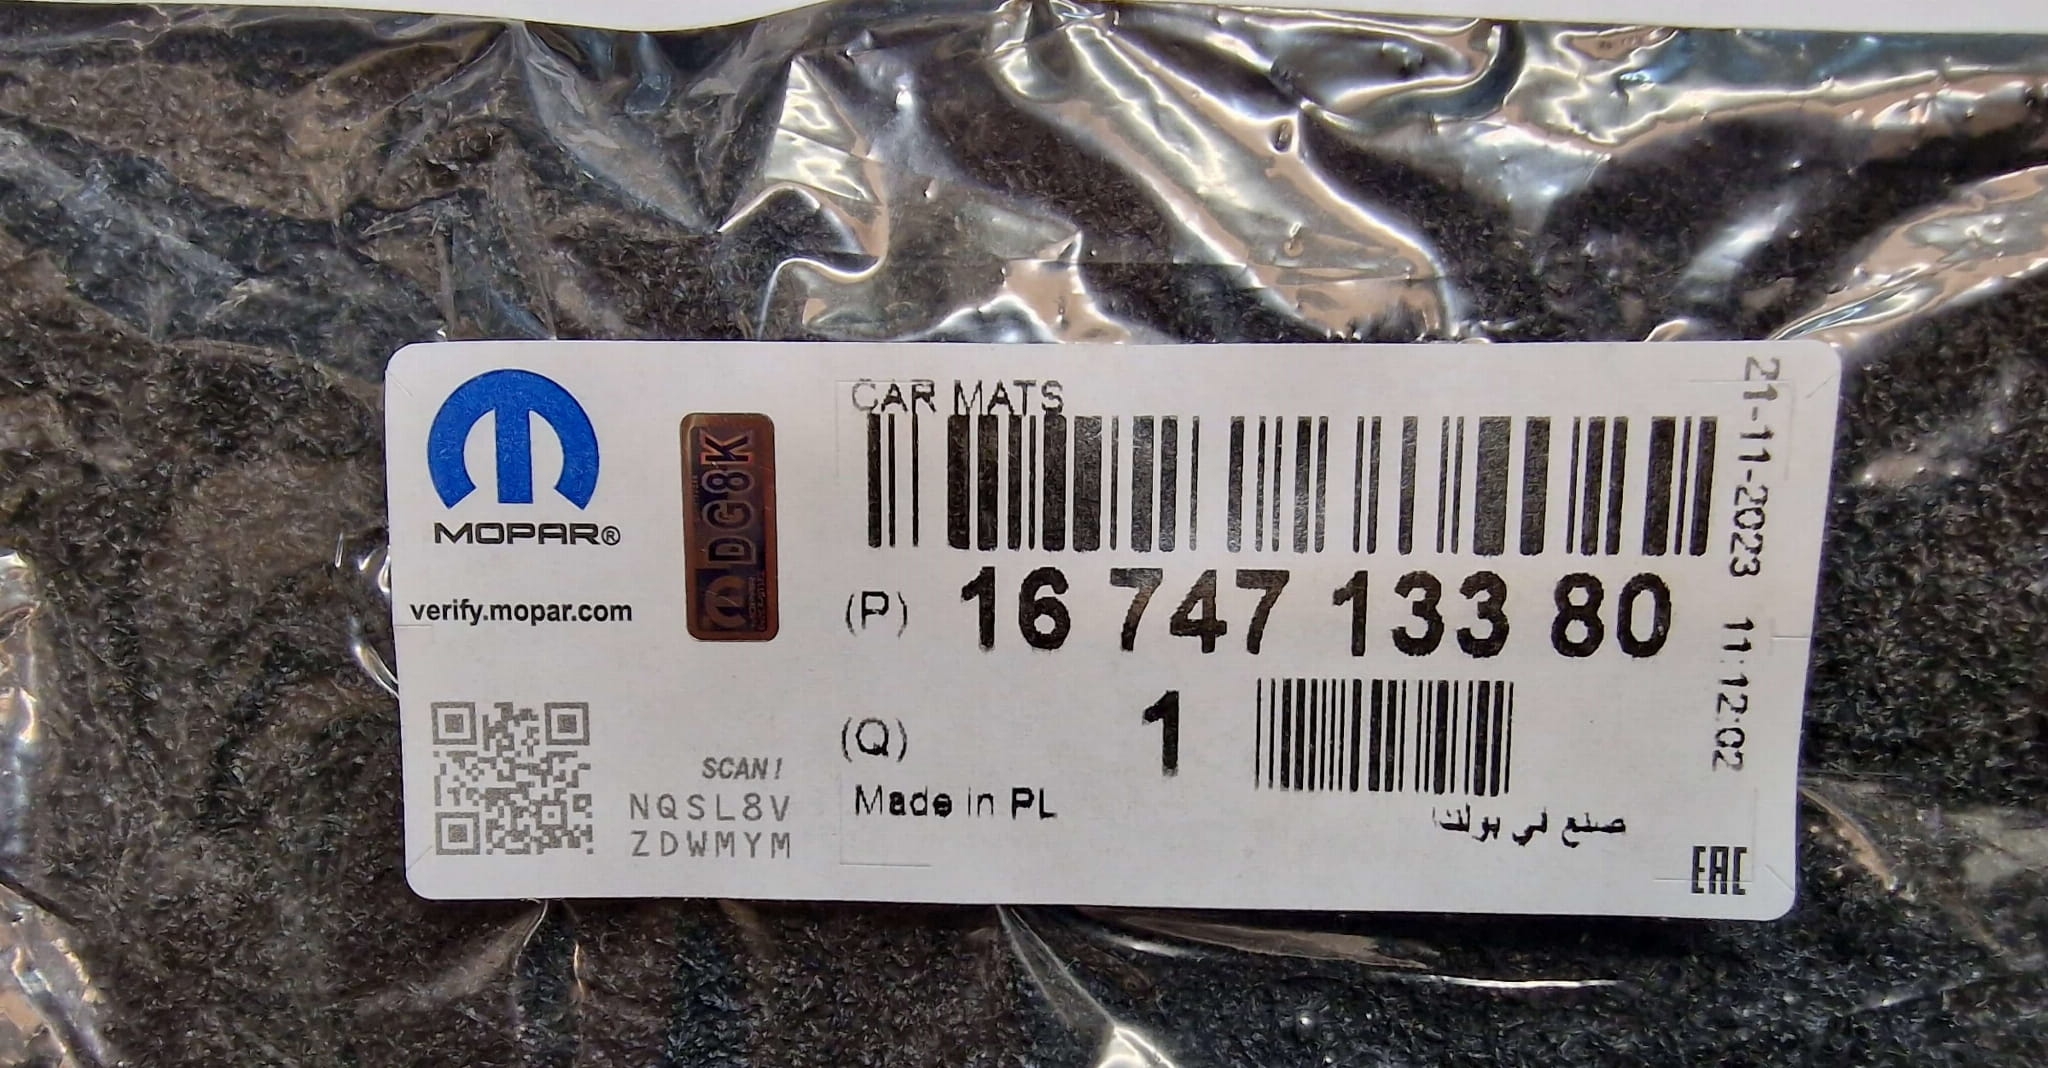 MOPAR®
verify.mopar.com
DG8K
CAR MATS
(P) 16 747 133 80
(Q) 1
Made in PL
صنع في بولندا
SCAN!
NQSL8V
ZDWMYM
21-11-2023 11:12:02
EAC